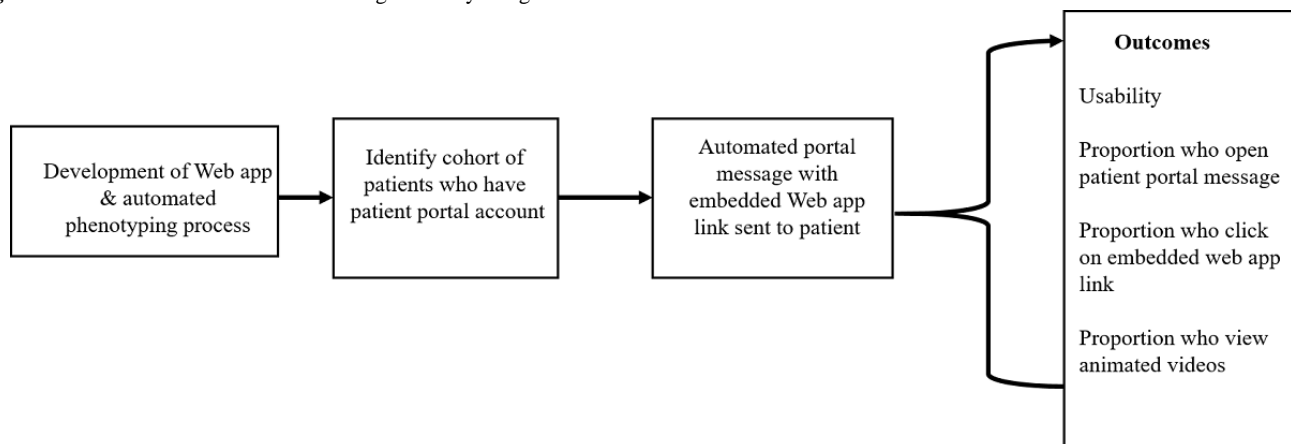 Development of Web app
& automated
phenotyping process
Identify cohort of
patients who have
patient portal account
Automated portal
message with
embedded Web app
link sent to patient
Outcomes
Usability
Proportion who open
patient portal message
Proportion who click
on embedded web app
link
Proportion who view
animated videos